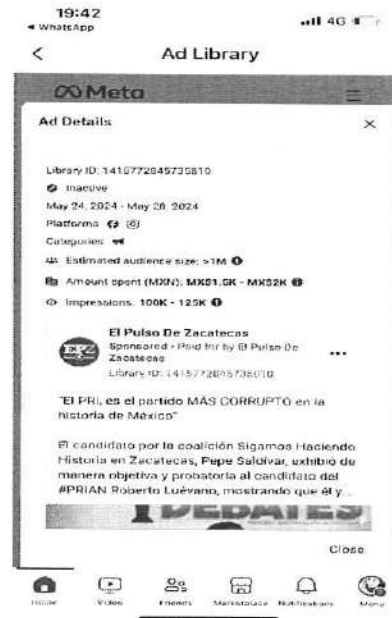 19:42
WhatsApp
4G
Ad Library
Meta
Ad Details
Library ID: 1415772845735810
Inactive
May 24, 2024 - May 28, 2024
Platforms
Categories
Estimated audience size: >1M
Amount spent (MXN): MX$1.5K - MX$2K
Impressions: 100K - 125K
EPZ
El Pulso De Zacatecas
Sponsored • Paid for by El Pulso De
Zacatecas
Library ID: 1415772845735810
"El PRI, es el partido MÁS CORRUPTO en la
historia de México"
El candidato por la coalición Sigamos Haciendo
Historia en Zacatecas, Pepe Saldívar, exhibió de
manera objetiva y probatoria al candidato del
#PRIAN Roberto Luévano, mostrando que él y...
DEBATES
Close
Home
Video
Friends
Marketplace
Notifications
Menu